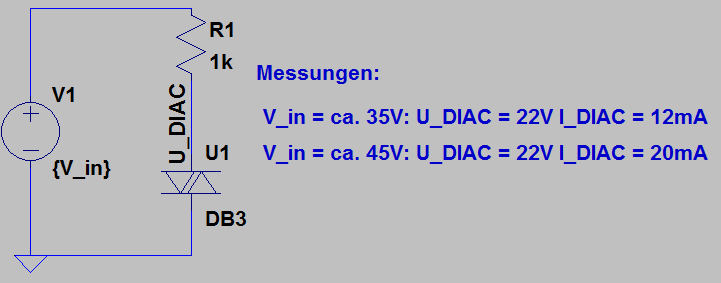 R1
1k
Messungen:
V1
U_DIAC
V_in = ca. 35V: U_DIAC = 22V I_DIAC = 12mA
U1
V_in = ca. 45V: U_DIAC = 22V I_DIAC = 20mA
{V_in}
DB3